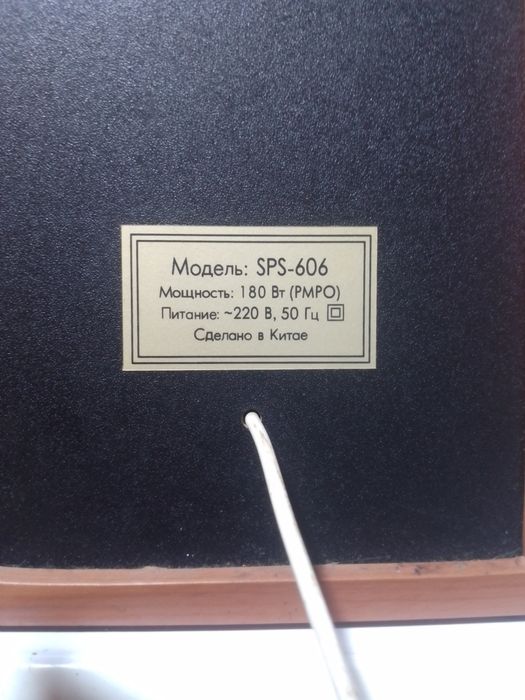 Модель: SPS-606
Мощность: 180 Вт (PMPO)
Питание: ~220 В, 50 Гц
Сделано в Китае